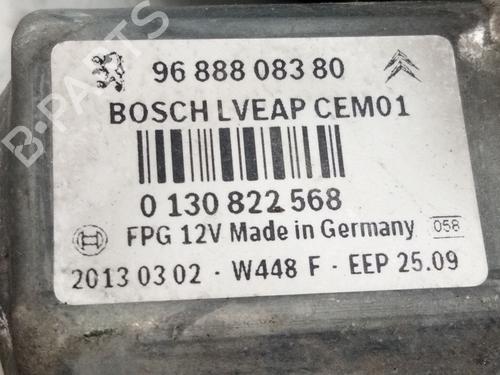 96 888 083 80
BOSCH LVEAP CEM01
0 130 822 568
FPG 12V Made in Germany 058
2013 03 02 - W448 F - EEP 25.09
B-PARTS